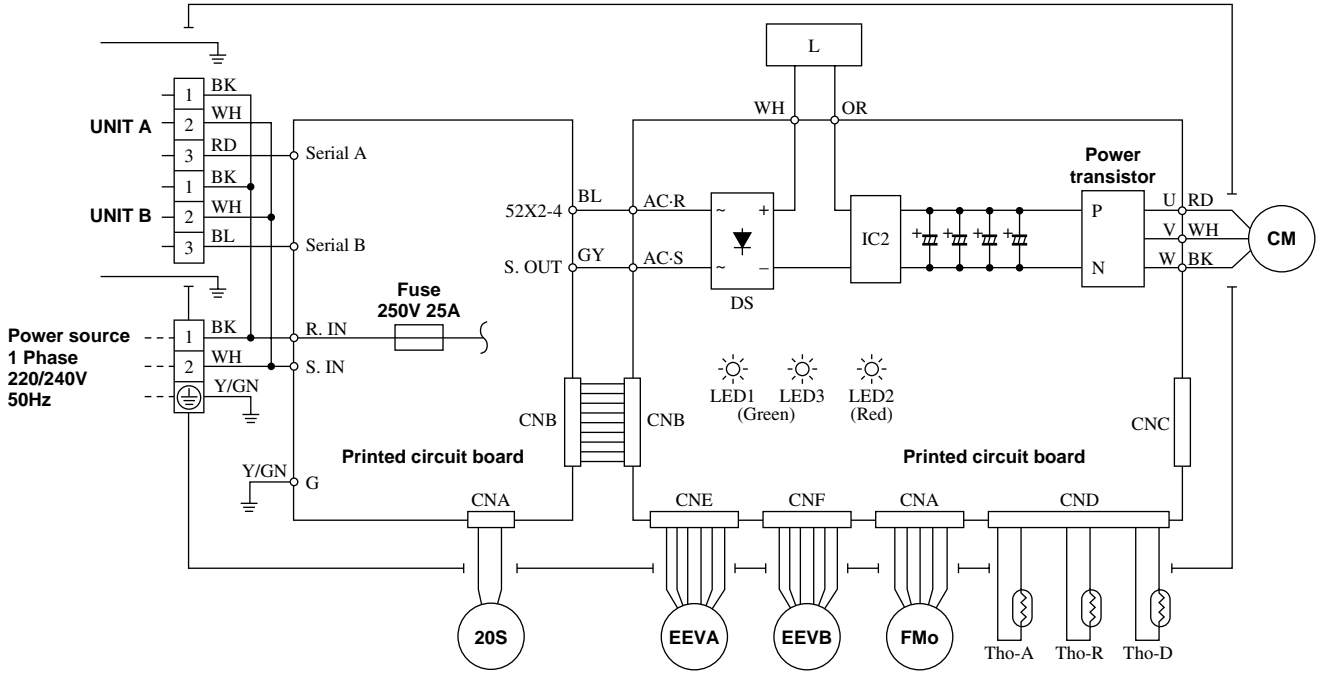 L
WH OR
UNIT A
1 BK
2 WH
3 RD
Serial A
UNIT B
1 BK
2 WH
3 BL
Serial B
52X2-4 BL AC·R
S. OUT GY AC·S
~ +
~ –
DS
IC2
+ + + +
Power
transistor
P
N
U RD
V WH
W BK
CM
Fuse
250V 25A
Power source
1 Phase
220/240V
50Hz
1 BK
2 WH
Y/GN
R. IN
S. IN
LED1 LED3 LED2
(Green) (Red)
CNB CNB
CNC
Printed circuit board
Printed circuit board
Y/GN
G
CNA
CNE CNF CNA CND
20S EEVA EEVB FMo
Tho-A Tho-R Tho-D